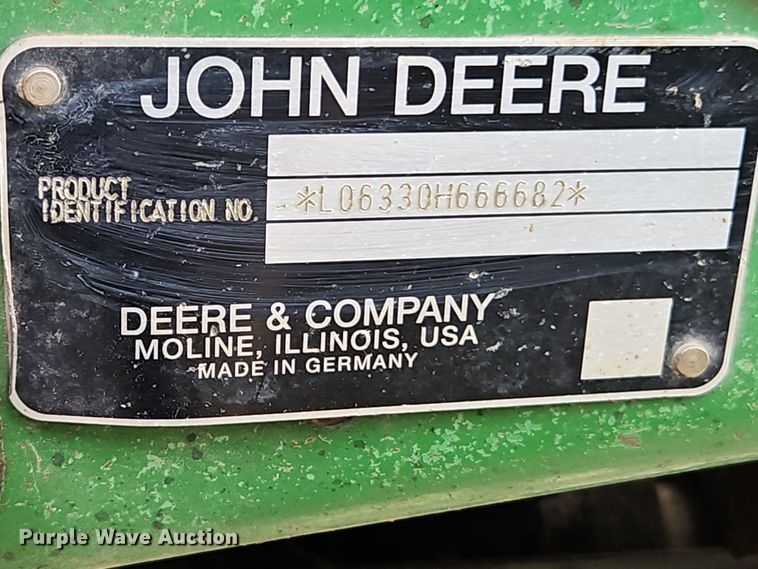 JOHN DEERE
PRODUCT
IDENTIFICATION NO.
*L06330H666682*
DEERE & COMPANY
MOLINE, ILLINOIS, USA
MADE IN GERMANY
Purple Wave Auction®